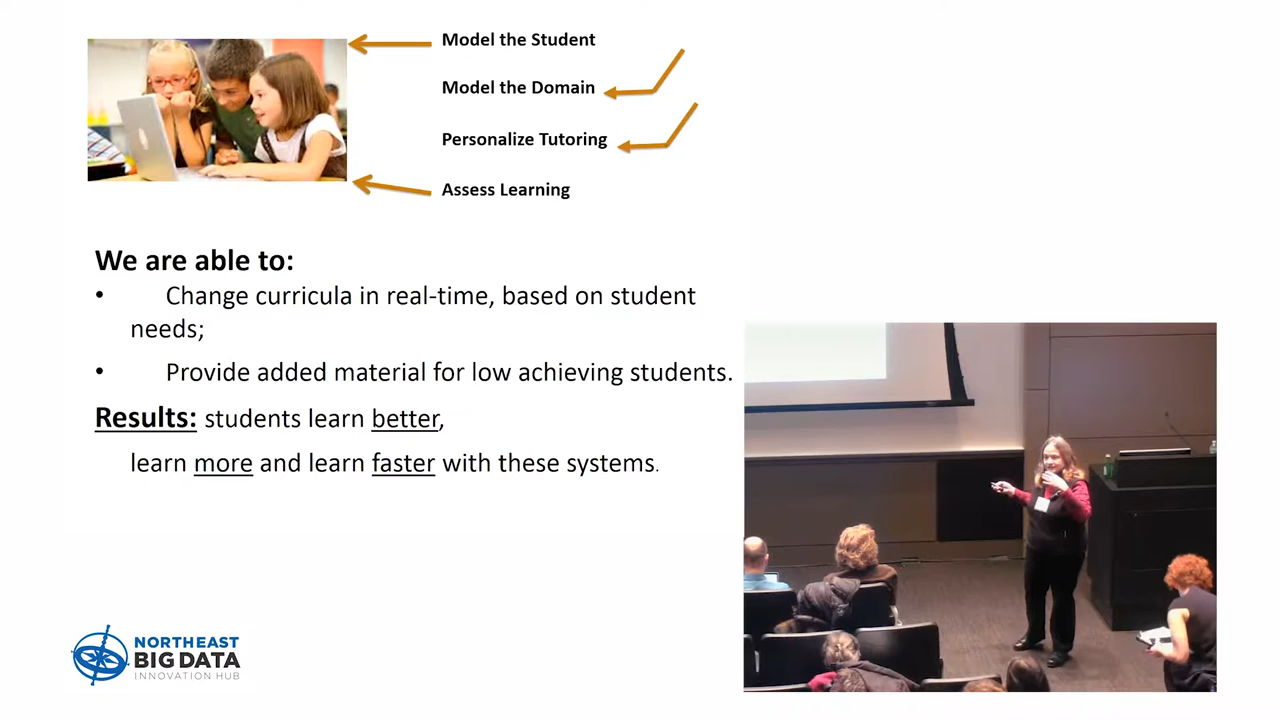 Model the Student
Model the Domain
Personalize Tutoring
Assess Learning
We are able to:
• Change curricula in real-time, based on student
needs;
• Provide added material for low achieving students.
Results: students learn better,
learn more and learn faster with these systems.
NORTHEAST
BIG DATA
INNOVATION HUB